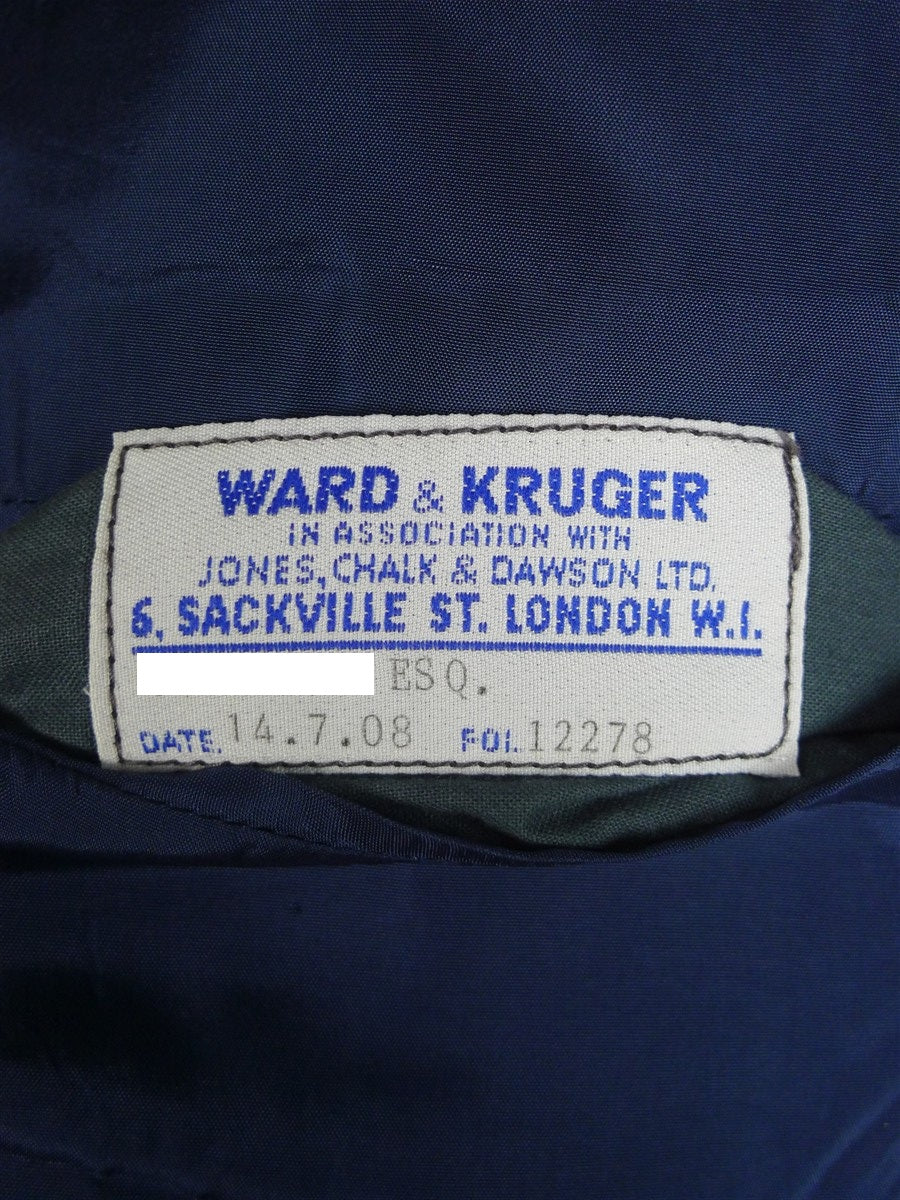 WARD & KRUGER
IN ASSOCIATION WITH
JONES, CHALK & DAWSON LTD.
6, SACKVILLE ST. LONDON W.I.
ESQ.
DATE. 14.7.08 FOL. 12278